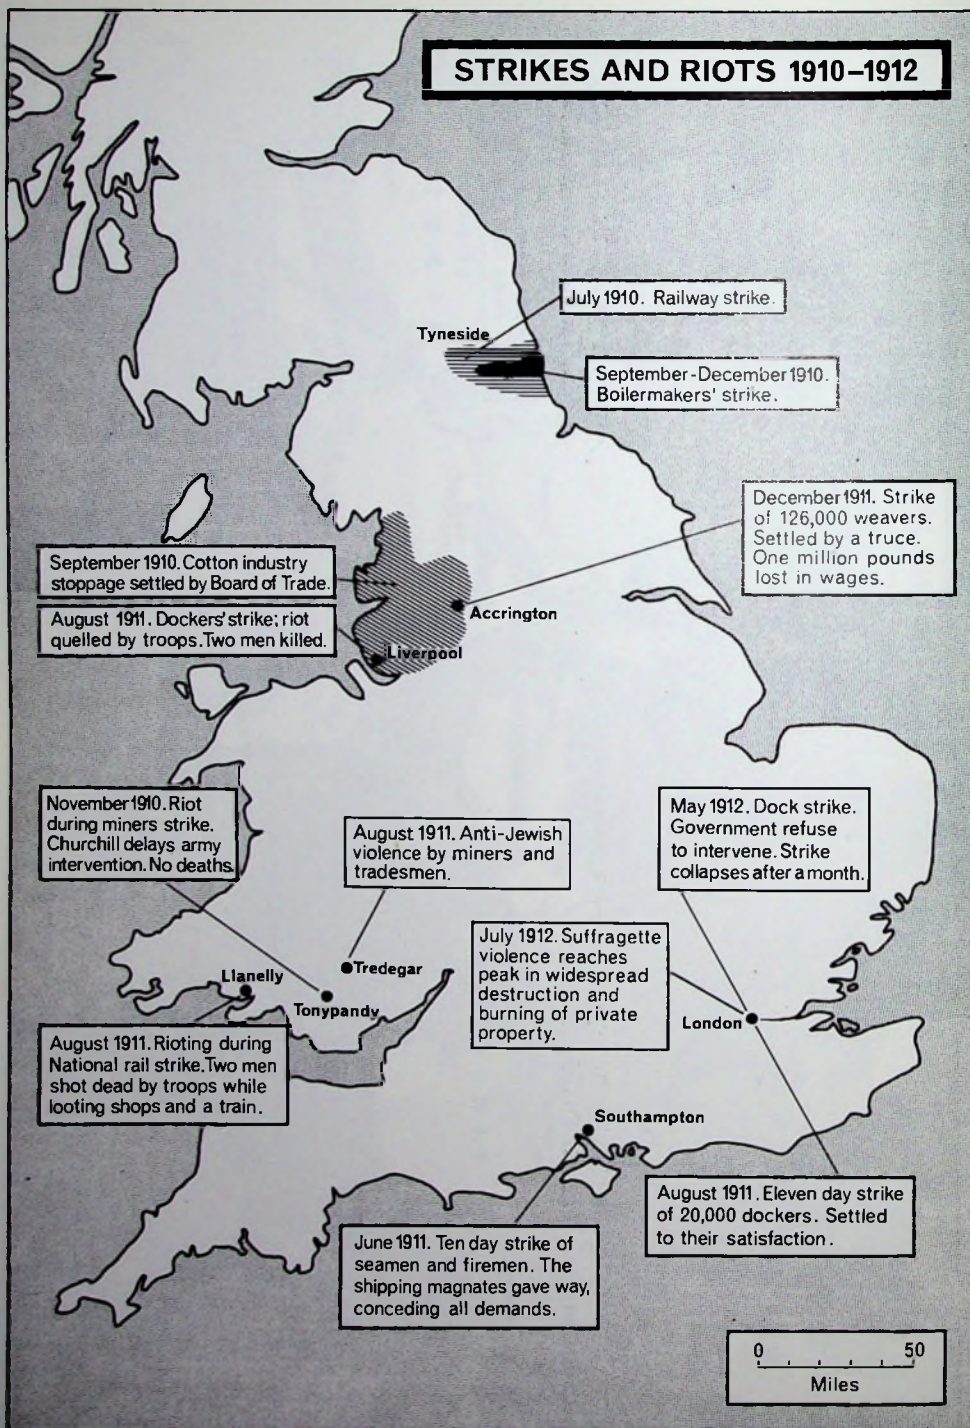 STRIKES AND RIOTS 1910–1912
July 1910. Railway strike.
Tyneside
September-December 1910.
Boilermakers' strike.
December 1911. Strike
of 126,000 weavers.
Settled by a truce.
One million pounds
lost in wages.
September 1910. Cotton industry
stoppage settled by Board of Trade.
Accrington
August 1911. Dockers' strike; riot
quelled by troops. Two men killed.
Liverpool
November 1910. Riot
during miners strike.
Churchill delays army
intervention. No deaths.
August 1911. Anti-Jewish
violence by miners and
tradesmen.
May 1912. Dock strike.
Government refuse
to intervene. Strike
collapses after a month.
July 1912. Suffragette
violence reaches
peak in widespread
destruction and
burning of private
property.
Tredegar
Llanelly
Tonypandy
London
August 1911. Rioting during
National rail strike. Two men
shot dead by troops while
looting shops and a train.
Southampton
August 1911. Eleven day strike
of 20,000 dockers. Settled
to their satisfaction.
June 1911. Ten day strike of
seamen and firemen. The
shipping magnates gave way,
conceding all demands.
0 50
Miles